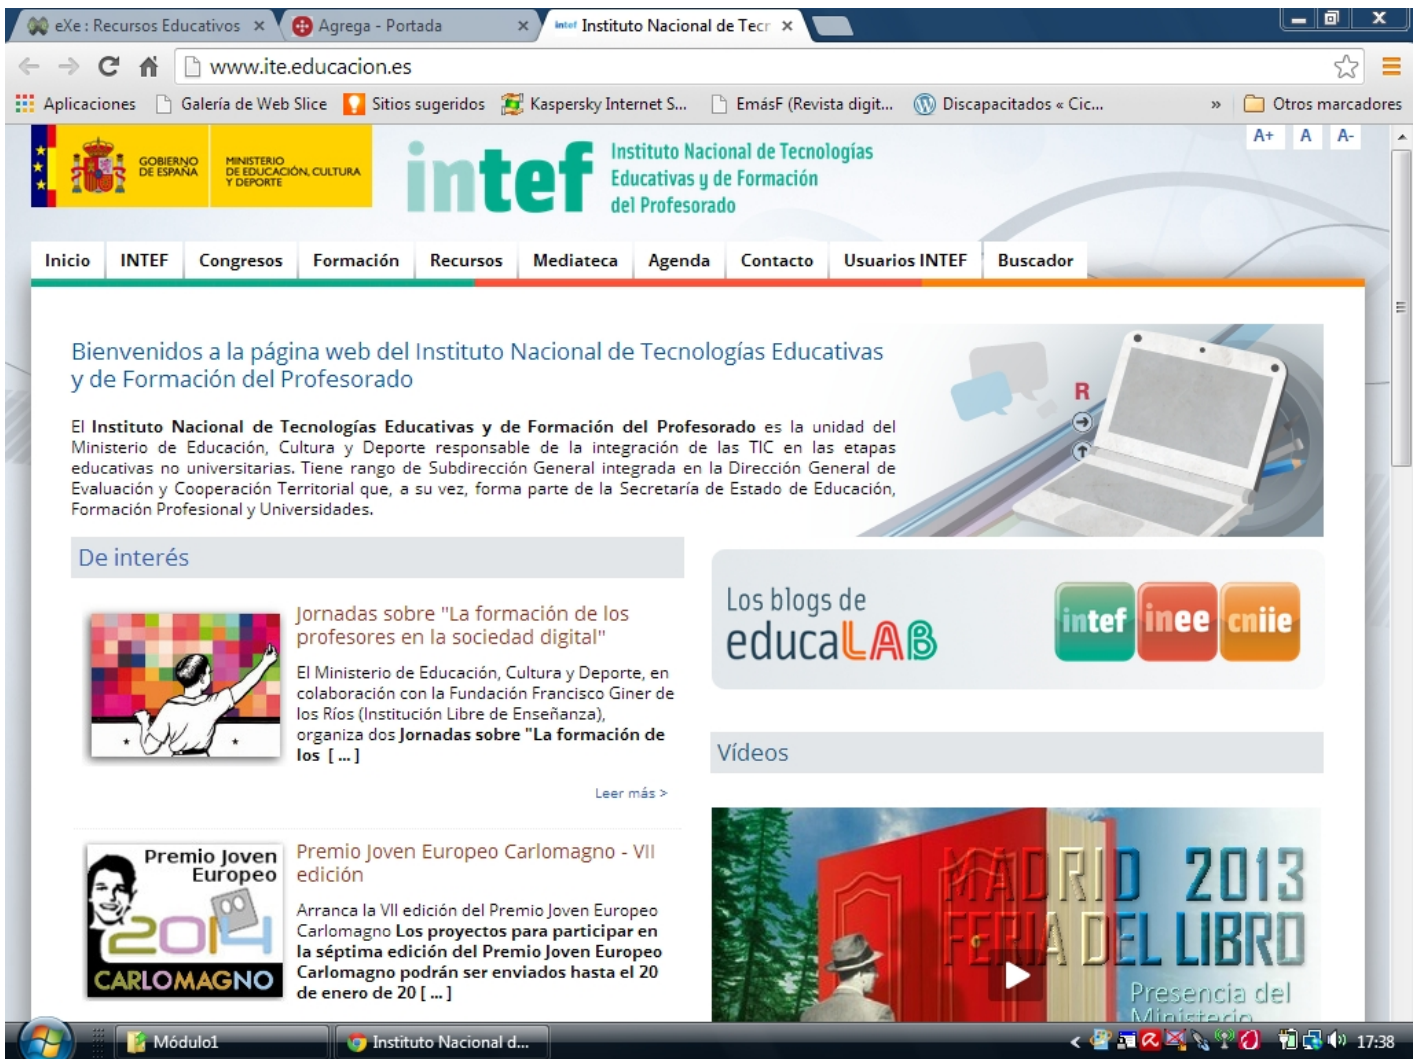 eXe : Recursos Educativos
Agrega - Portada
intef Instituto Nacional de Tecr
www.ite.educacion.es
Aplicaciones
Galería de Web Slice
Sitios sugeridos
Kaspersky Internet S...
EmásF (Revista digit...
Discapacitados « Cic...
»
Otros marcadores
GOBIERNO
DE ESPAÑA
MINISTERIO
DE EDUCACIÓN, CULTURA
Y DEPORTE
intef
Instituto Nacional de Tecnologías
Educativas y de Formación
del Profesorado
A+ A A-
Inicio INTEF Congresos Formación Recursos Mediateca Agenda Contacto Usuarios INTEF Buscador
Bienvenidos a la página web del Instituto Nacional de Tecnologías Educativas
y de Formación del Profesorado
El Instituto Nacional de Tecnologías Educativas y de Formación del Profesorado es la unidad del
Ministerio de Educación, Cultura y Deporte responsable de la integración de las TIC en las etapas
educativas no universitarias. Tiene rango de Subdirección General integrada en la Dirección General de
Evaluación y Cooperación Territorial que, a su vez, forma parte de la Secretaría de Estado de Educación,
Formación Profesional y Universidades.
R
De interés
Jornadas sobre "La formación de los
profesores en la sociedad digital"
El Ministerio de Educación, Cultura y Deporte, en
colaboración con la Fundación Francisco Giner de
los Ríos (Institución Libre de Enseñanza),
organiza dos Jornadas sobre "La formación de
los [ ... ]
Leer más >
Premio Joven
Europeo
2014
CARLOMAGNO
Premio Joven Europeo Carlomagno - VII
edición
Arranca la VII edición del Premio Joven Europeo
Carlomagno Los proyectos para participar en
la séptima edición del Premio Joven Europeo
Carlomagno podrán ser enviados hasta el 20
de enero de 20 [ ... ]
Los blogs de
educaLAB
intef inee cniie
Vídeos
MADRID 2013
FERIA DEL LIBRO
Presencia del
Ministerio
Módulo1
Instituto Nacional d...
17:38